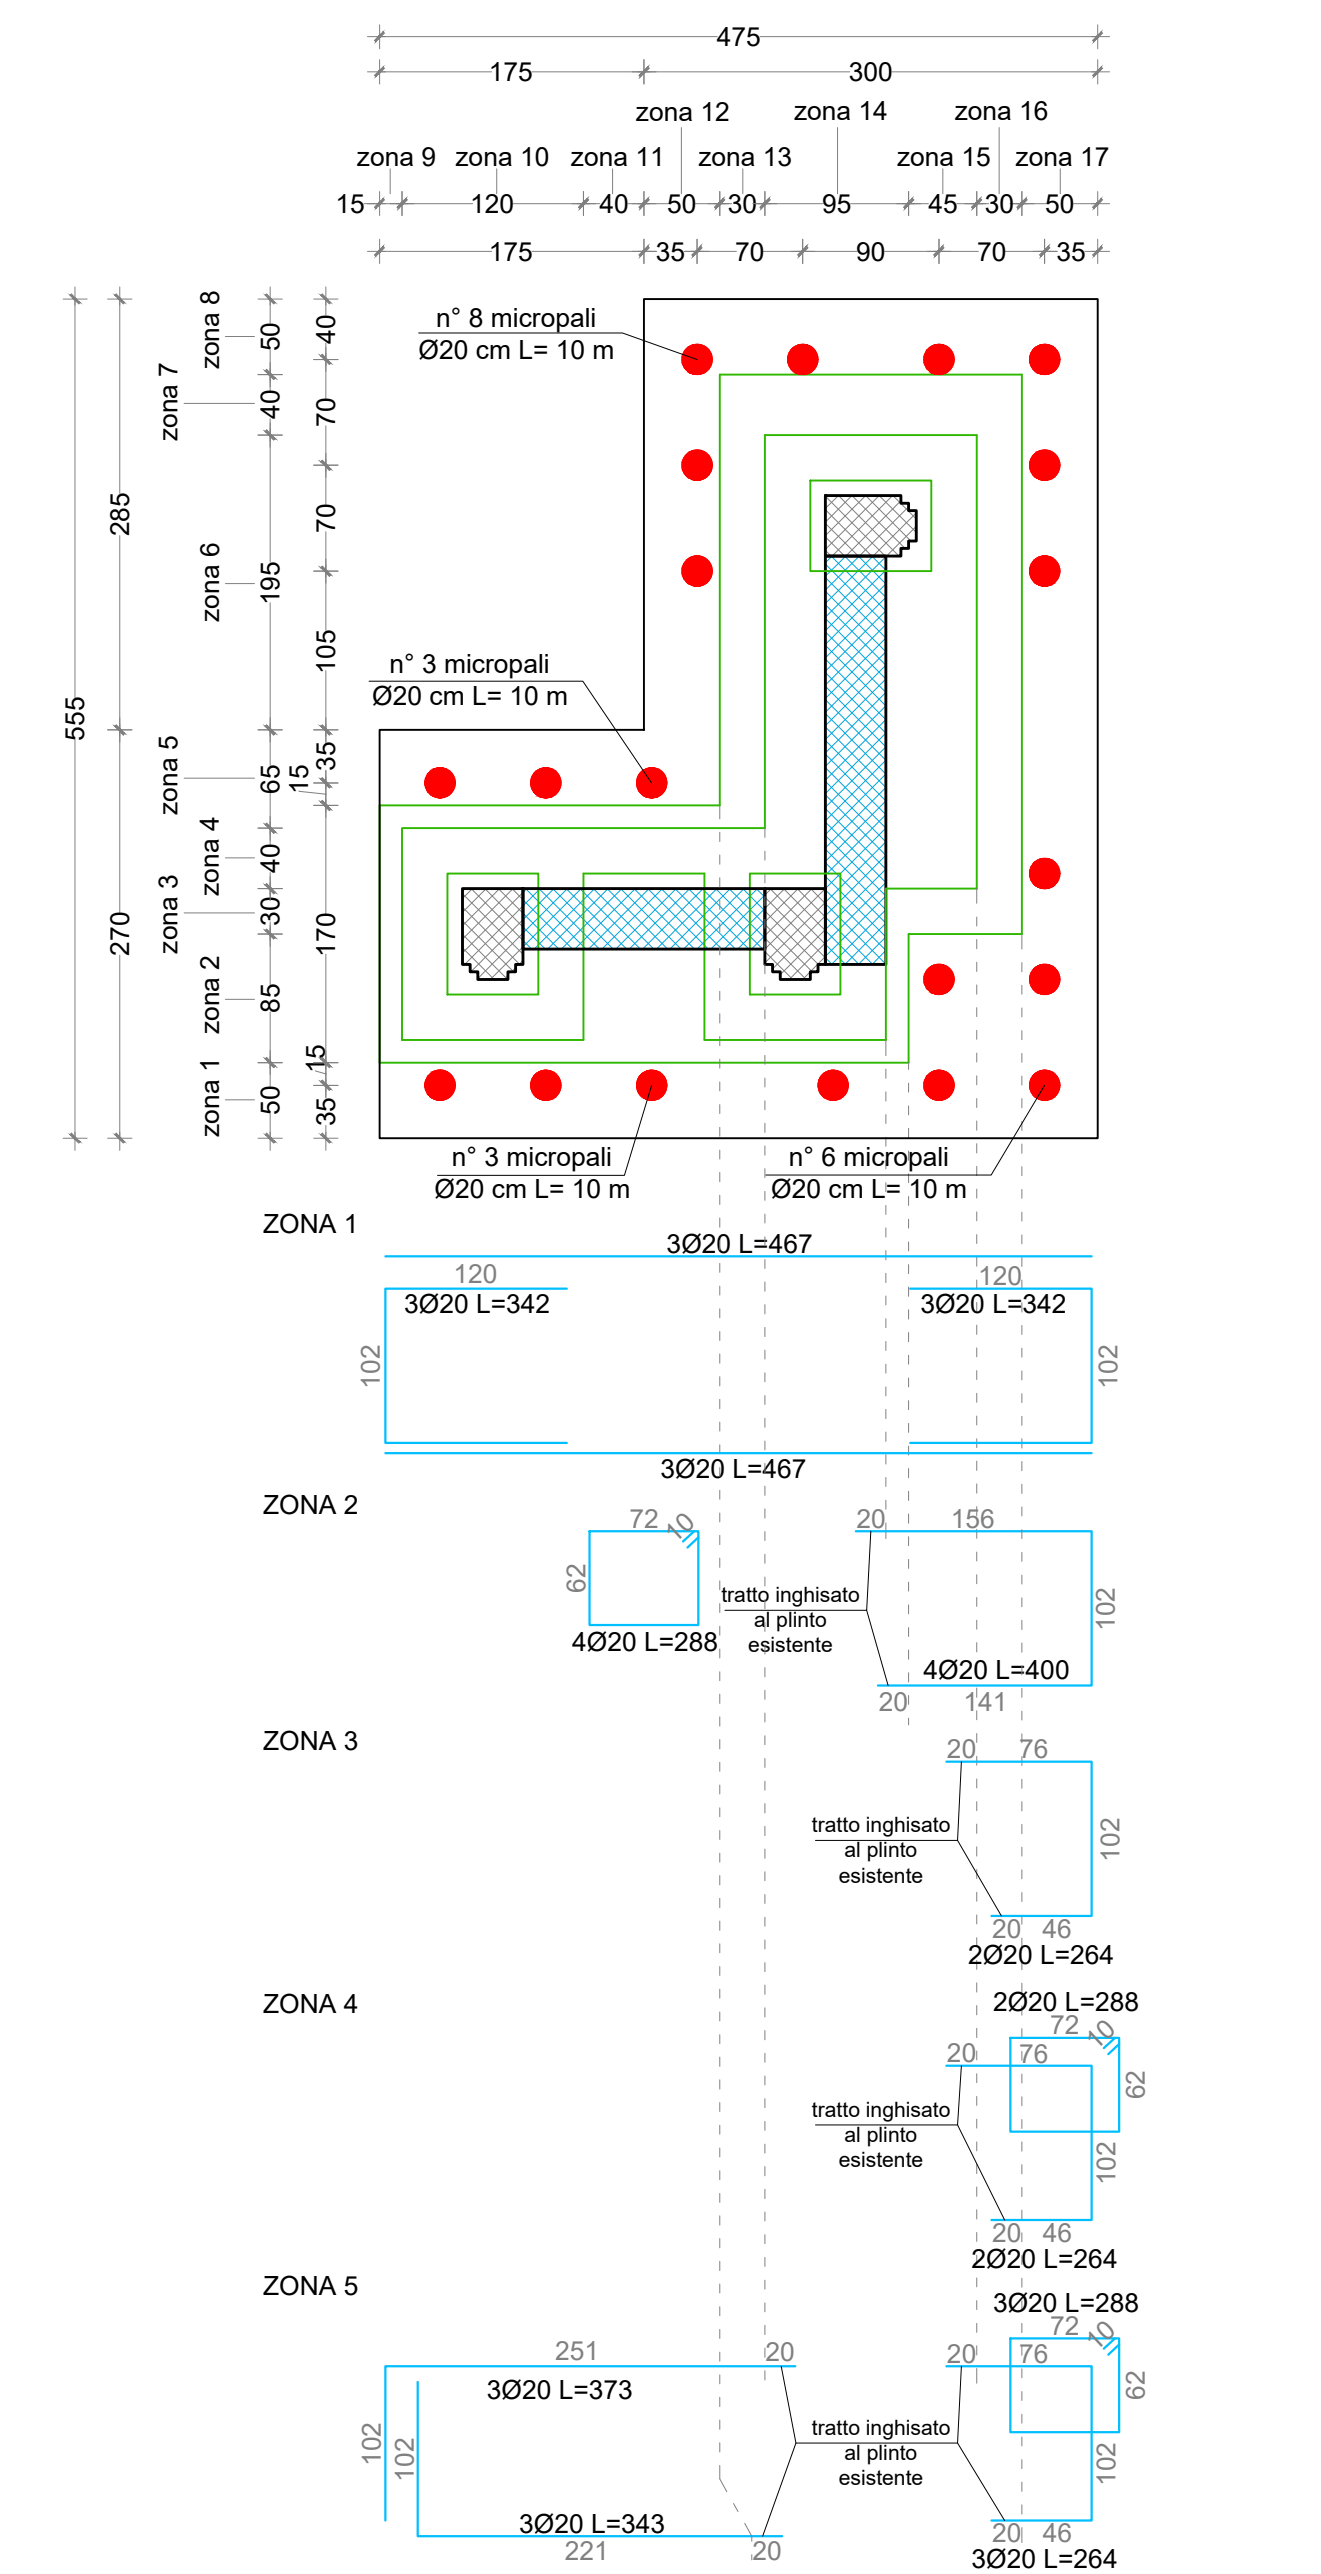 475
175
300
zona 12
zona 14
zona 16
zona 9
zona 10
zona 11
zona 13
zona 15
zona 17
15
120
40
50
30
95
45
30
50
175
35
70
90
70
35
zona 8
50
40
zona 7
40
70
285
70
zona 6
195
n° 8 micropali
Ø20 cm L= 10 m
105
n° 3 micropali
Ø20 cm L= 10 m
555
zona 5
65
15
35
zona 4
40
zona 3
30
270
170
zona 2
85
15
zona 1
50
35
n° 3 micropali
Ø20 cm L= 10 m
n° 6 micropali
Ø20 cm L= 10 m
ZONA 1
3Ø20 L=467
120
120
3Ø20 L=342
3Ø20 L=342
102
102
3Ø20 L=467
ZONA 2
72
10
62
4Ø20 L=288
20
156
tratto inghisato
al plinto
esistente
102
4Ø20 L=400
20
141
ZONA 3
20
76
tratto inghisato
al plinto
esistente
102
20
46
2Ø20 L=264
ZONA 4
2Ø20 L=288
72
10
20
76
62
tratto inghisato
al plinto
esistente
102
20
46
2Ø20 L=264
ZONA 5
3Ø20 L=288
72
10
251
20
20
76
62
3Ø20 L=373
102
102
tratto inghisato
al plinto
esistente
102
3Ø20 L=343
221
20
20
46
3Ø20 L=264